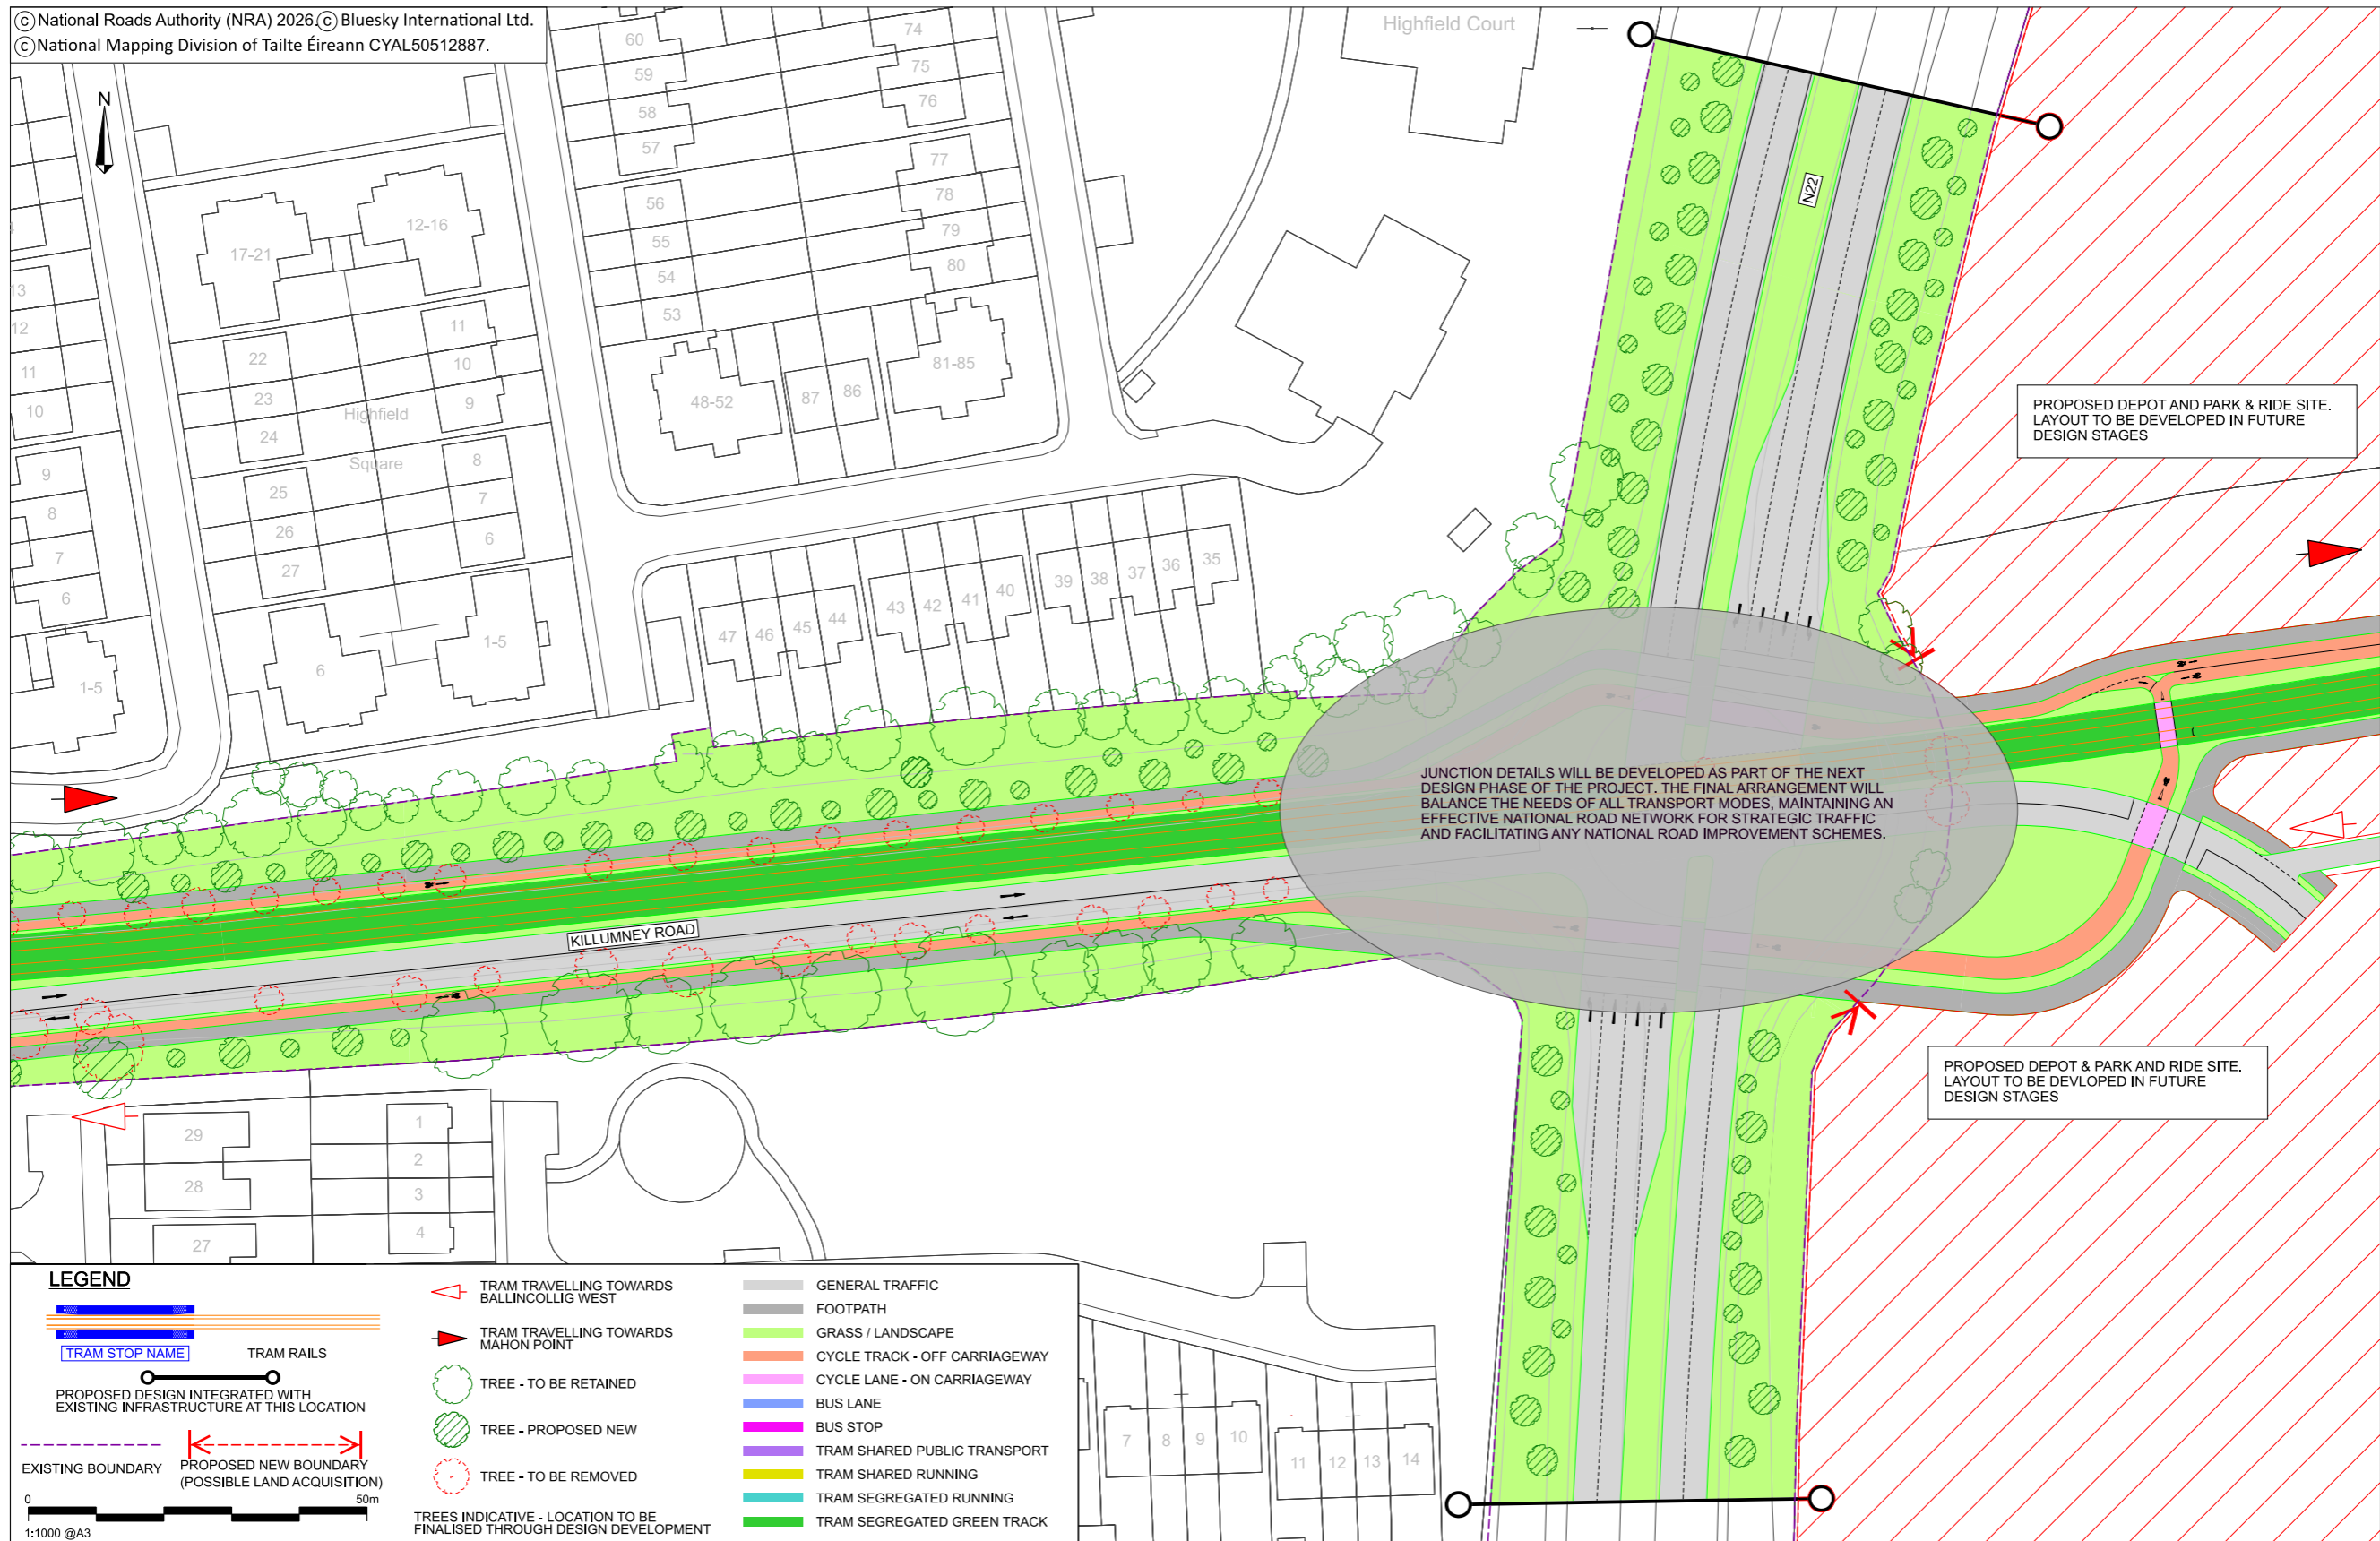 © National Roads Authority (NRA) 2026. © Bluesky International Ltd.
© National Mapping Division of Tailte Éireann CYAL50512887.
N
Highfield Court
60
59
58
57
56
55
54
53
74
75
76
77
78
79
80
81-85
48-52
87
86
17-21
12-16
22
23
24
25
26
27
11
10
9
8
7
6
Highfield
Square
6
1-5
13
12
11
10
9
8
7
6
1-5
47
46
45
44
43
42
41
40
39
38
37
36
35
N22
PROPOSED DEPOT AND PARK & RIDE SITE.
LAYOUT TO BE DEVELOPED IN FUTURE
DESIGN STAGES
JUNCTION DETAILS WILL BE DEVELOPED AS PART OF THE NEXT
DESIGN PHASE OF THE PROJECT. THE FINAL ARRANGEMENT WILL
BALANCE THE NEEDS OF ALL TRANSPORT MODES, MAINTAINING AN
EFFECTIVE NATIONAL ROAD NETWORK FOR STRATEGIC TRAFFIC
AND FACILITATING ANY NATIONAL ROAD IMPROVEMENT SCHEMES.
KILLUMNEY ROAD
PROPOSED DEPOT & PARK AND RIDE SITE.
LAYOUT TO BE DEVLOPED IN FUTURE
DESIGN STAGES
29
28
27
1
2
3
4
7
8
9
10
11
12
13
14
LEGEND
TRAM STOP NAME
TRAM RAILS
PROPOSED DESIGN INTEGRATED WITH
EXISTING INFRASTRUCTURE AT THIS LOCATION
EXISTING BOUNDARY
PROPOSED NEW BOUNDARY
(POSSIBLE LAND ACQUISITION)
0
50m
1:1000 @A3
TRAM TRAVELLING TOWARDS
BALLINCOLLIG WEST
TRAM TRAVELLING TOWARDS
MAHON POINT
TREE - TO BE RETAINED
TREE - PROPOSED NEW
TREE - TO BE REMOVED
TREES INDICATIVE - LOCATION TO BE
FINALISED THROUGH DESIGN DEVELOPMENT
GENERAL TRAFFIC
FOOTPATH
GRASS / LANDSCAPE
CYCLE TRACK - OFF CARRIAGEWAY
CYCLE LANE - ON CARRIAGEWAY
BUS LANE
BUS STOP
TRAM SHARED PUBLIC TRANSPORT
TRAM SHARED RUNNING
TRAM SEGREGATED RUNNING
TRAM SEGREGATED GREEN TRACK